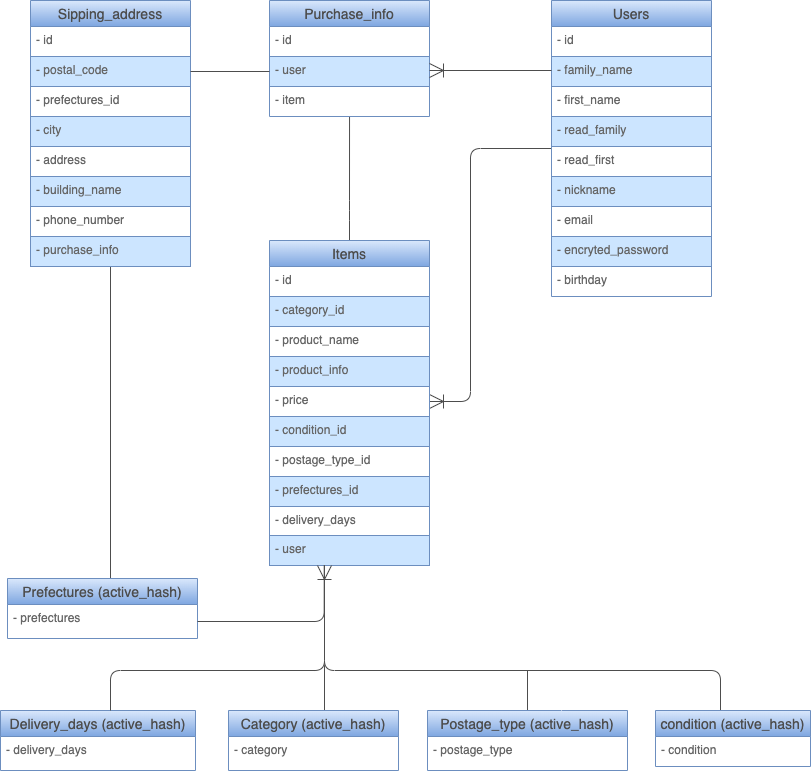 Sipping_address
- id
- postal_code
- prefectures_id
- city
- address
- building_name
- phone_number
- purchase_info
Purchase_info
- id
- user
- item
Users
- id
- family_name
- first_name
- read_family
- read_first
- nickname
- email
- encryted_password
- birthday
Items
- id
- category_id
- product_name
- product_info
- price
- condition_id
- postage_type_id
- prefectures_id
- delivery_days
- user
Prefectures (active_hash)
- prefectures
Delivery_days (active_hash)
- delivery_days
Category (active_hash)
- category
Postage_type (active_hash)
- postage_type
condition (active_hash)
- condition